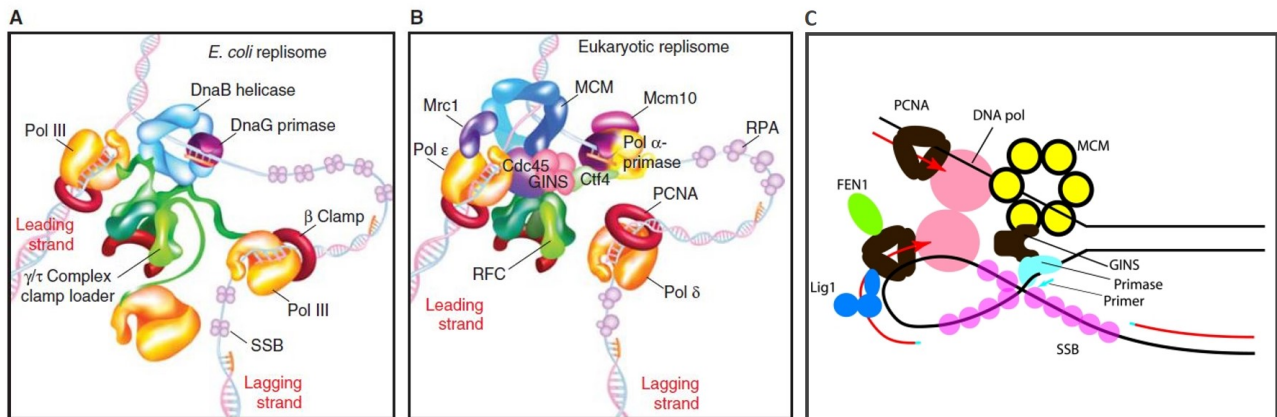 A
E. coli replisome
DnaB helicase
Pol III
DnaG primase
Leading
strand
β Clamp
γ/τ Complex
clamp loader
Pol III
SSB
Lagging
strand
B
Eukaryotic replisome
MCM
Mcm10
Mrc1
RPA
Pol α-
primase
Pol ε
Cdc45
GINS
Ctf4
PCNA
RFC
Pol δ
Leading
strand
Lagging
strand
C
PCNA
DNA pol
MCM
FEN1
GINS
Lig1
Primase
Primer
SSB